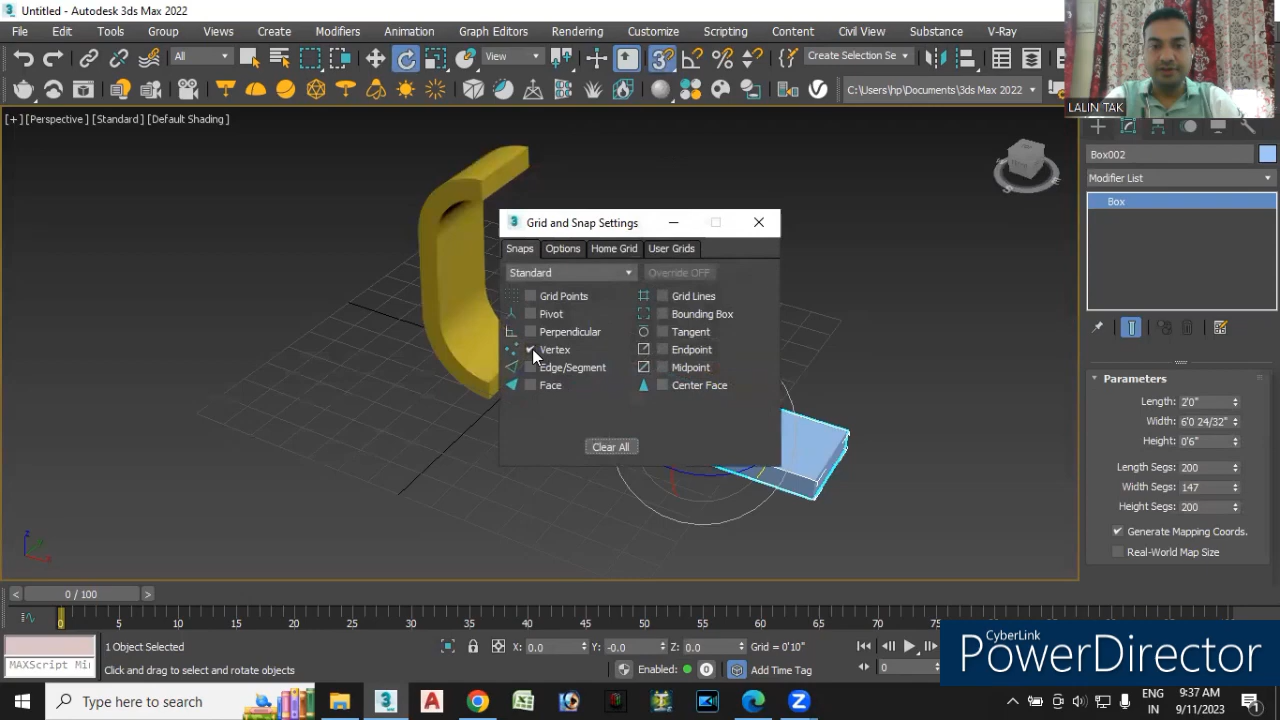 Untitled - Autodesk 3ds Max 2022
File Edit Tools Group Views Create Modifiers Animation Graph Editors Rendering Customize Scripting Content Civil View Substance V-Ray
All View Create Selection Se
C:\Users\hp\Documents\3ds Max 2022
LALIN TAK
[+] [Perspective] [Standard] [Default Shading]
Box002
Modifier List
Box
Grid and Snap Settings
Snaps Options Home Grid User Grids
Standard Override OFF
Grid Points Grid Lines
Pivot Bounding Box
Perpendicular Tangent
Vertex Endpoint
Edge/Segment Midpoint
Face Center Face
Clear All
Parameters
Length: 2'0"
Width: 6'0 24/32"
Height: 0'6"
Length Segs: 200
Width Segs: 147
Height Segs: 200
Generate Mapping Coords.
Real-World Map Size
< 0 / 100 >
0 5 10 15 20 25 30 35 40 45 50 55 60 65 70 75 80 85 90
1 Object Selected X: 0.0 Y: -0.0 Z: 0.0 Grid = 0'10"
MAXScript Mi
Click and drag to select and rotate objects Enabled: Add Time Tag 0
CyberLink
PowerDirector
Type here to search
ENG
IN
9:37 AM
9/11/2023